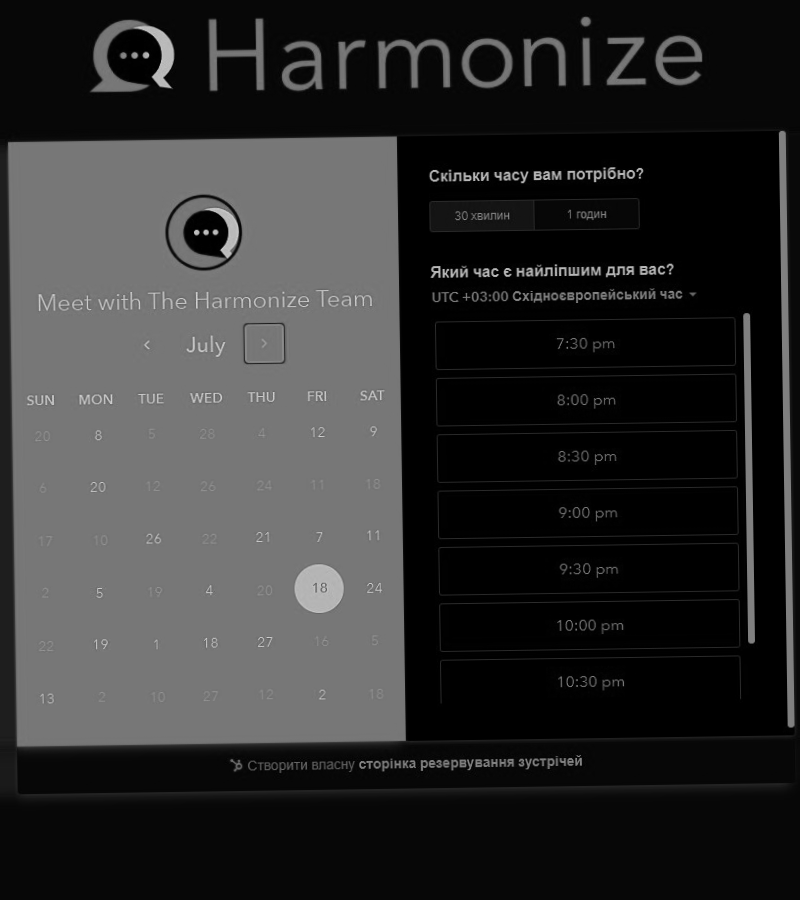 Harmonize
Meet with The Harmonize Team
July
SUN MON TUE WED THU FRI SAT
20 8 5 28 4 12 9
6 20 12 26 24 11 18
17 10 26 22 21 7 11
2 5 19 4 20 18 24
22 19 1 18 27 16 5
13 2 10 27 12 2 18
Скільки часу вам потрібно?
30 хвилин 1 годин
Який час є найліпшим для вас?
UTC +03:00 Східноєвропейський час
7:30 pm
8:00 pm
8:30 pm
9:00 pm
9:30 pm
10:00 pm
10:30 pm
Створити власну сторінка резервування зустрічей